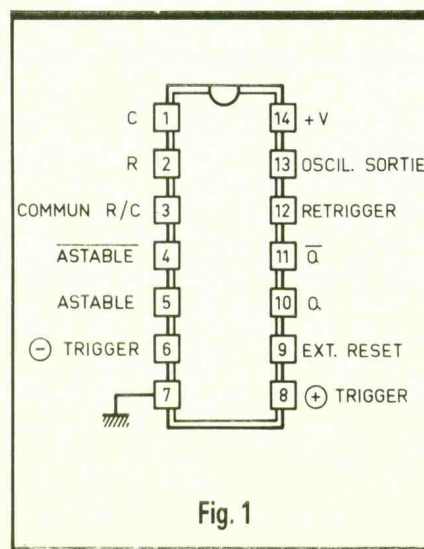 C 1 14 +V
R 2 13 OSCIL. SORTIE
COMMUN R/C 3 12 RETRIGGER
ASTABLE 4 11 Q
ASTABLE 5 10 Q
⊖ TRIGGER 6 9 EXT. RESET
7 8 ⊕ TRIGGER
Fig. 1